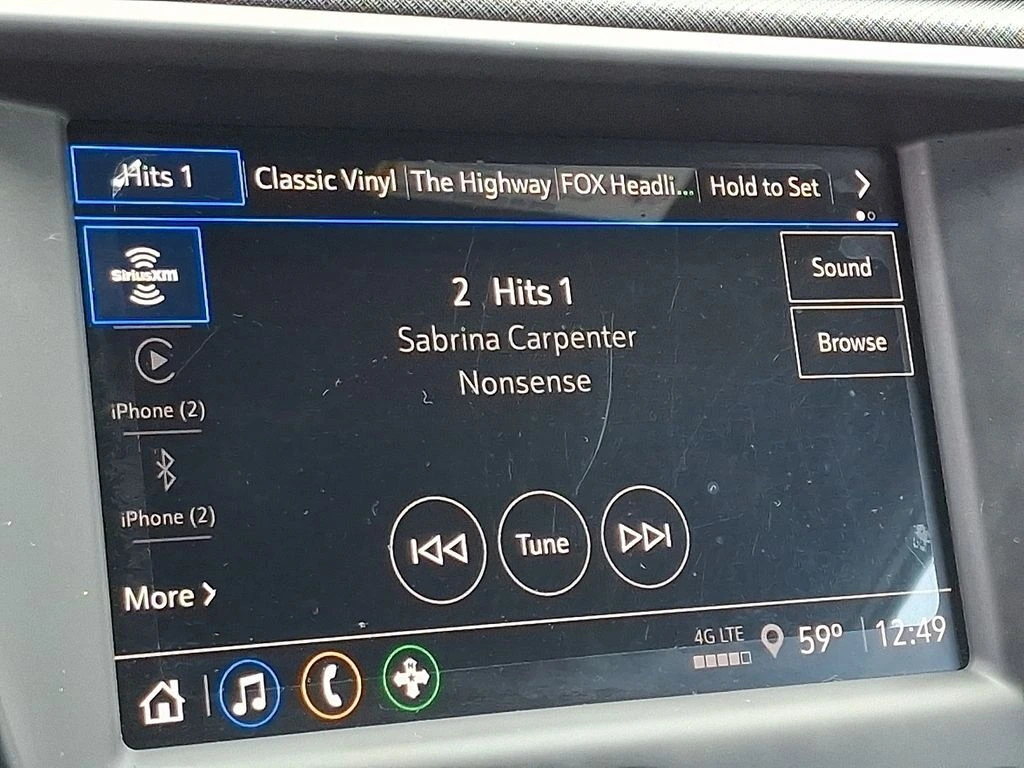 Hits 1
Classic Vinyl
The Highway
FOX Headli...
Hold to Set
SiriusXM
2 Hits 1
Sound
Sabrina Carpenter
Browse
Nonsense
iPhone (2)
iPhone (2)
Tune
More
4G LTE
59°
12:49